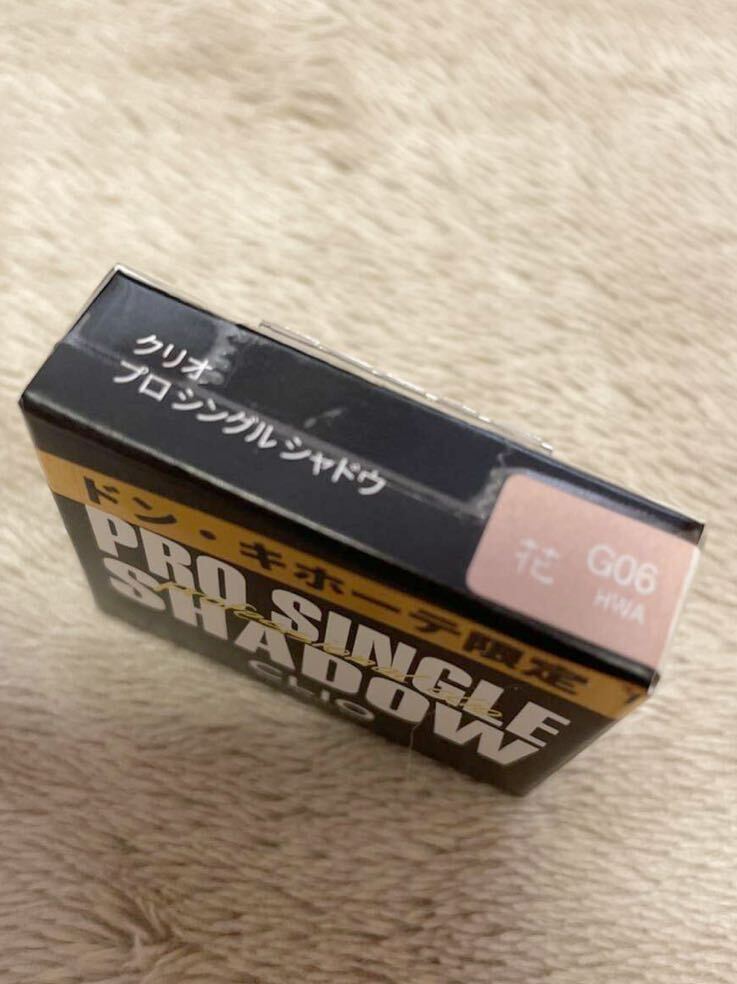 クリオ
プロ シングル シャドウ
花
G06
HWA
ドン・キホーテ限定
PRO SINGLE
SHADOW
CLIO